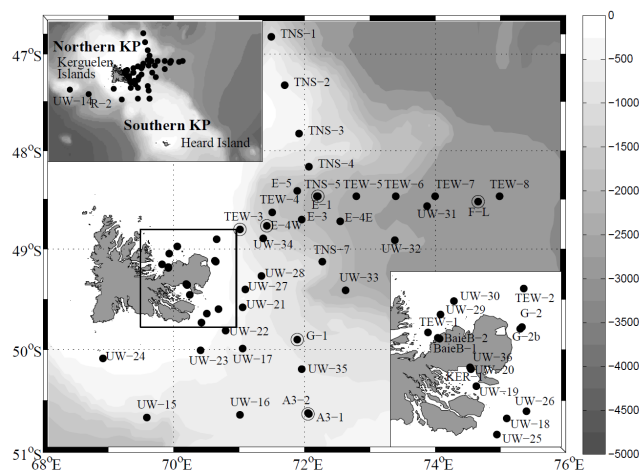 47°S
48°S
49°S
50°S
51°S
68°E
70°E
72°E
74°E
76°E
Northern KP
Kerguelen
Islands
UW-14
R-2
Southern KP
Heard Island
TNS-1
TNS-2
TNS-3
TNS-4
E-5
TNS-5
TEW-5
TEW-6
TEW-7
TEW-8
TEW-4
E-1
UW-31
F-L
TEW-3
E-4W
E-3
E-4E
UW-34
UW-32
TNS-7
UW-28
UW-33
UW-27
UW-21
UW-22
G-1
UW-24
UW-23
UW-17
UW-35
UW-15
UW-16
A3-2
A3-1
UW-30
TEW-2
UW-29
TEW-1
G-2
BaieB-2
G-2b
BaieB-1
UW-36
KER-1
UW-20
UW-19
UW-26
UW-18
UW-25
0
-500
-1000
-1500
-2000
-2500
-3000
-3500
-4000
-4500
-5000